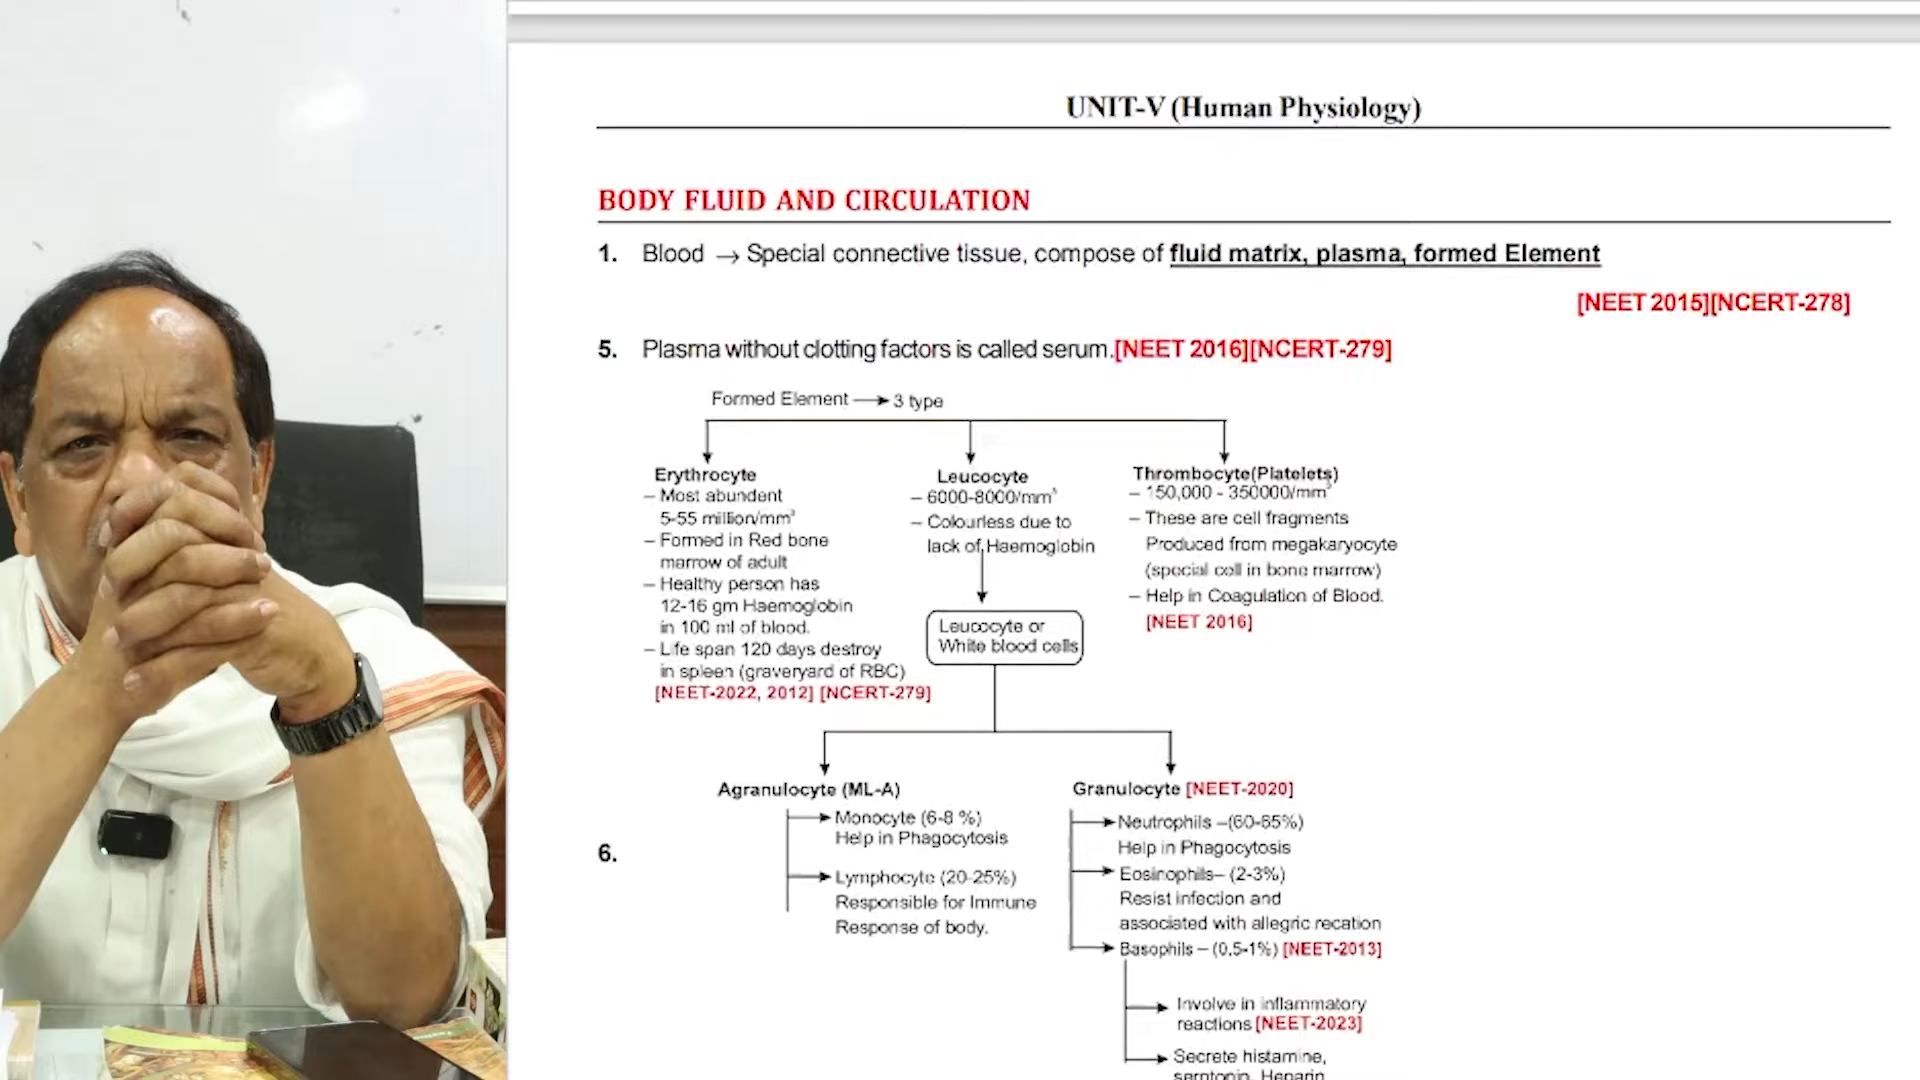 UNIT-V (Human Physiology)
BODY FLUID AND CIRCULATION
1. Blood → Special connective tissue, compose of fluid matrix, plasma, formed Element
[NEET 2015][NCERT-278]
5. Plasma without clotting factors is called serum.[NEET 2016][NCERT-279]
Formed Element → 3 type
Erythrocyte
– Most abundant
5-55 million/mm³
– Formed in Red bone
marrow of adult
– Healthy person has
12-16 gm Haemoglobin
in 100 ml of blood.
– Life span 120 days destroy
in spleen (graveryard of RBC)
[NEET-2022, 2012] [NCERT-279]
Leucocyte
– 6000-8000/mm³
– Colourless due to
lack of Haemoglobin
Leucocyte or
White blood cells
Thrombocyte(Platelets)
– 150,000 - 350000/mm³
– These are cell fragments
Produced from megakaryocyte
(special cell in bone marrow)
– Help in Coagulation of Blood.
[NEET 2016]
6.
Agranulocyte (ML-A)
Monocyte (6-8 %)
Help in Phagocytosis
Lymphocyte (20-25%)
Responsible for Immune
Response of body.
Granulocyte [NEET-2020]
Neutrophils –(60-65%)
Help in Phagocytosis
Eosinophils– (2-3%)
Resist infection and
associated with allegric recation
Basophils – (0.5-1%) [NEET-2013]
Involve in inflammatory
reactions [NEET-2023]
Secrete histamine,
serotonin, Heparin